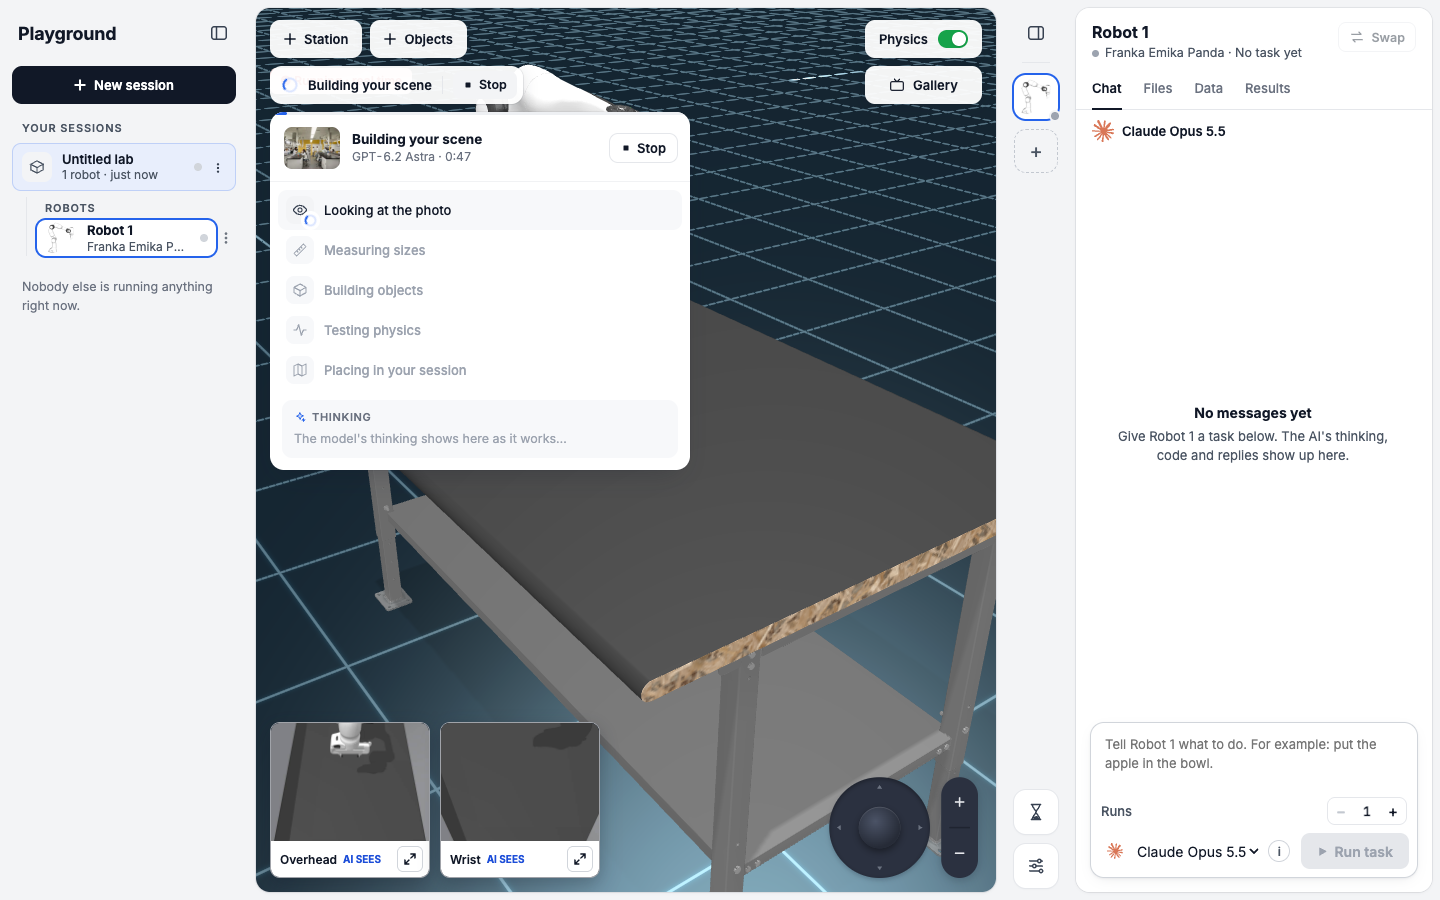 Playground
New session
YOUR SESSIONS
Untitled lab
1 robot · just now
ROBOTS
Robot 1
Franka Emika P...
Nobody else is running anything
right now.
Station
Objects
Building your scene
Stop
Physics
Gallery
Building your scene
GPT-6.2 Astra · 0:47
Stop
Looking at the photo
Measuring sizes
Building objects
Testing physics
Placing in your session
THINKING
The model's thinking shows here as it works...
Overhead AI SEES
Wrist AI SEES
Robot 1
Franka Emika Panda · No task yet
Swap
Chat Files Data Results
Claude Opus 5.5
No messages yet
Give Robot 1 a task below. The AI's thinking,
code and replies show up here.
Tell Robot 1 what to do. For example: put the
apple in the bowl.
Runs
1
Claude Opus 5.5
Run task